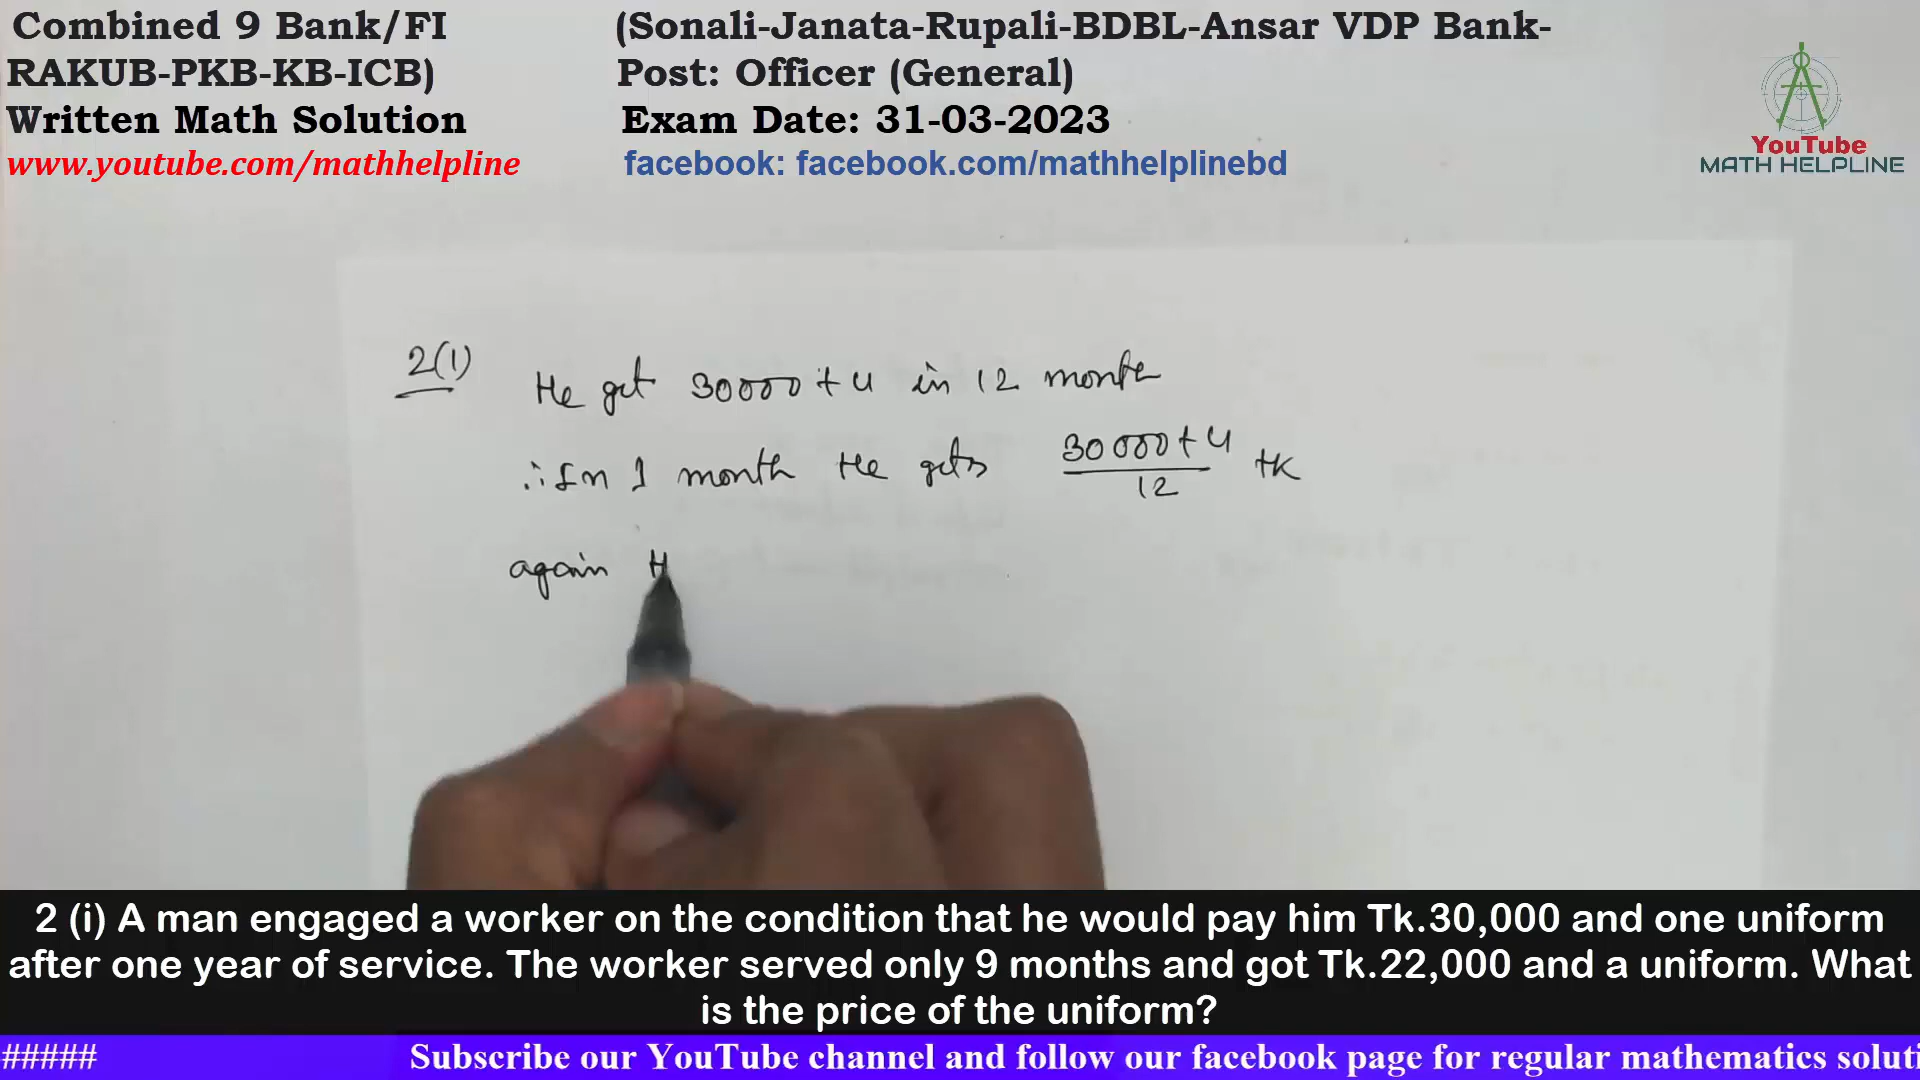 Combined 9 Bank/FI (Sonali-Janata-Rupali-BDBL-Ansar VDP Bank-
RAKUB-PKB-KB-ICB) Post: Officer (General)
Written Math Solution Exam Date: 31-03-2023
www.youtube.com/mathhelpline facebook: facebook.com/mathhelplinebd
YouTube
MATH HELPLINE
2(1) He get 30000+U in 12 month
∴ In 1 month He gets 30000+U/12 tk
again H
2 (i) A man engaged a worker on the condition that he would pay him Tk.30,000 and one uniform
after one year of service. The worker served only 9 months and got Tk.22,000 and a uniform. What
is the price of the uniform?
##### Subscribe our YouTube channel and follow our facebook page for regular mathematics soluti